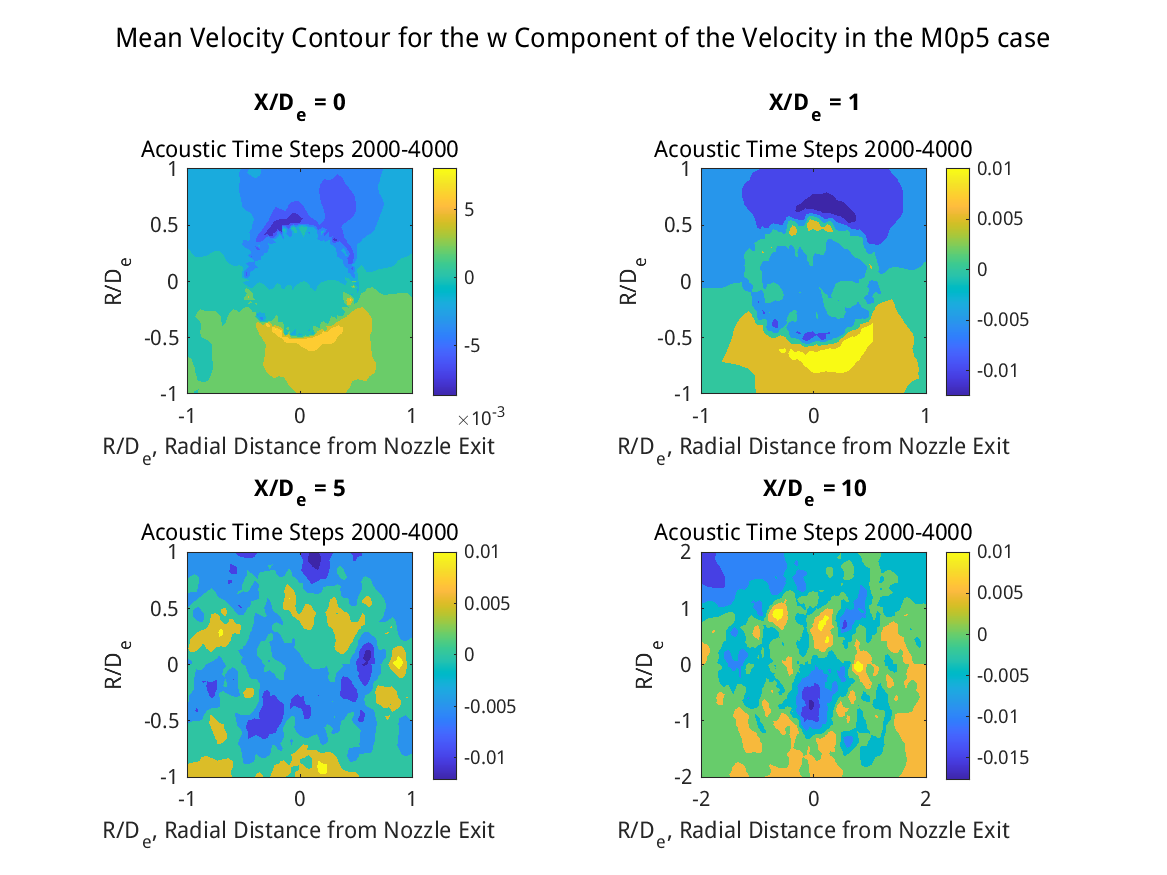 Mean Velocity Contour for the w Component of the Velocity in the M0p5 case
X/De = 0
Acoustic Time Steps 2000-4000
1
0.5
0
-0.5
-1
R/De
-1 0 1
R/De, Radial Distance from Nozzle Exit
5
0
-5
×10-3
X/De = 1
Acoustic Time Steps 2000-4000
1
0.5
0
-0.5
-1
R/De
-1 0 1
R/De, Radial Distance from Nozzle Exit
0.01
0.005
0
-0.005
-0.01
X/De = 5
Acoustic Time Steps 2000-4000
1
0.5
0
-0.5
-1
R/De
-1 0 1
R/De, Radial Distance from Nozzle Exit
0.01
0.005
0
-0.005
-0.01
X/De = 10
Acoustic Time Steps 2000-4000
2
1
0
-1
-2
R/De
-2 0 2
R/De, Radial Distance from Nozzle Exit
0.01
0.005
0
-0.005
-0.01
-0.015